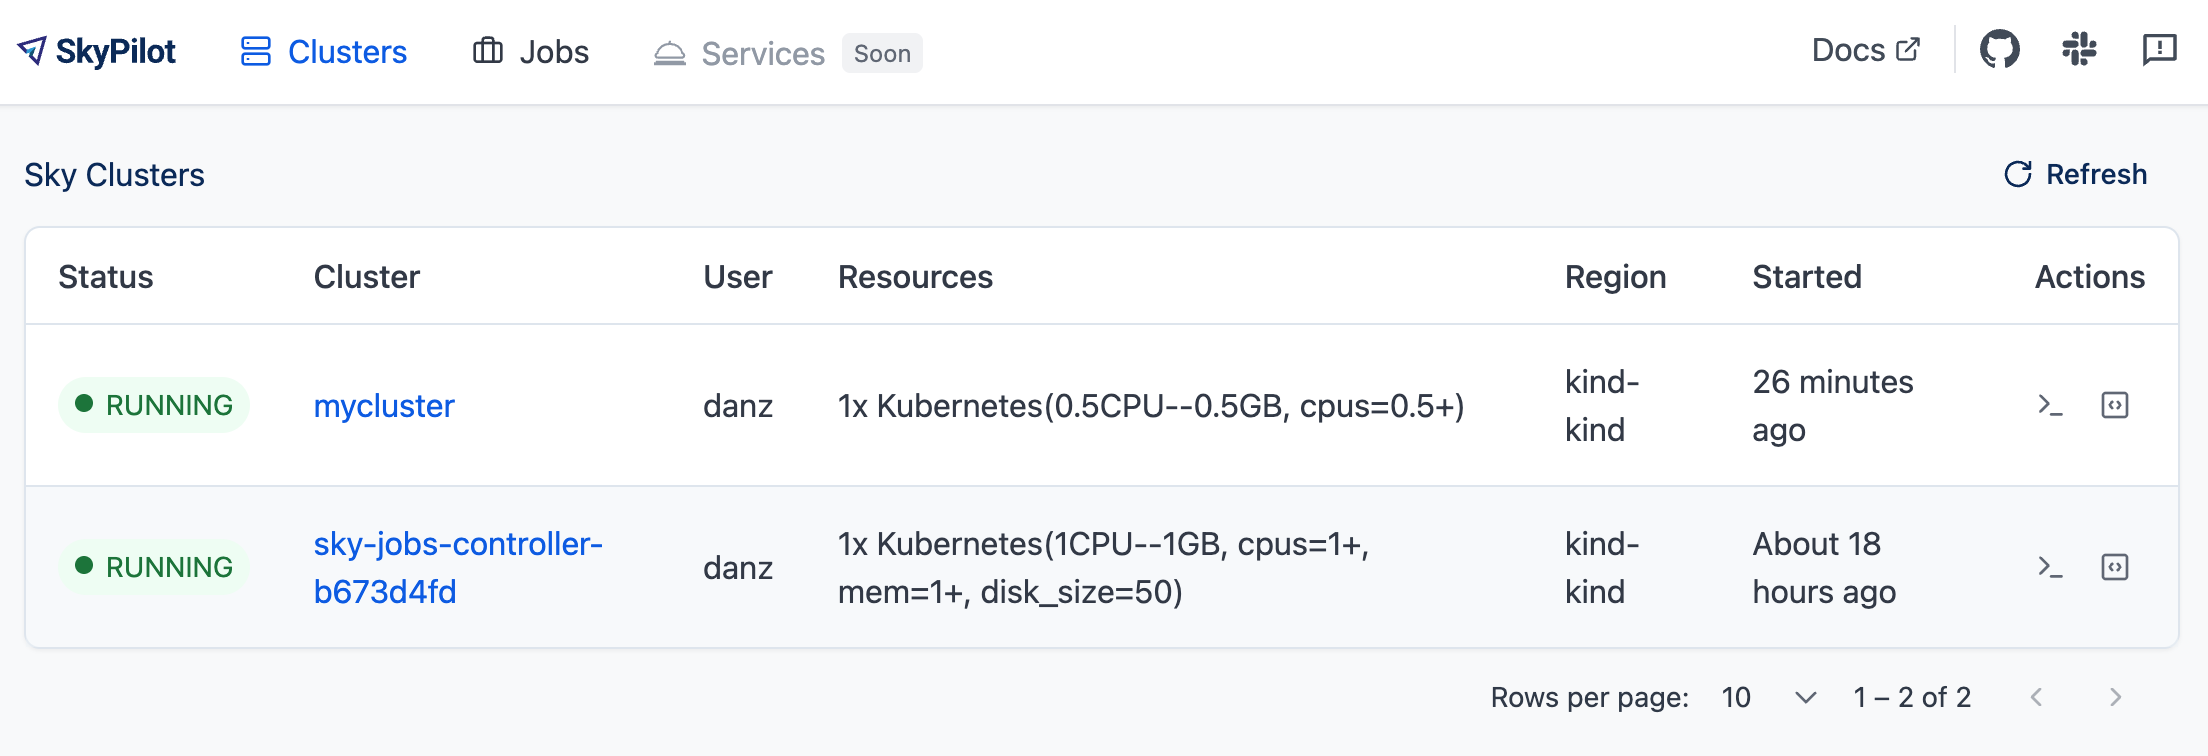 SkyPilot Clusters Jobs Services Soon Docs
Sky Clusters Refresh
Status Cluster User Resources Region Started Actions
RUNNING mycluster danz 1x Kubernetes(0.5CPU--0.5GB, cpus=0.5+) kind-
kind 26 minutes
ago
RUNNING sky-jobs-controller-
b673d4fd danz 1x Kubernetes(1CPU--1GB, cpus=1+,
mem=1+, disk_size=50) kind-
kind About 18
hours ago
Rows per page: 10 1 – 2 of 2